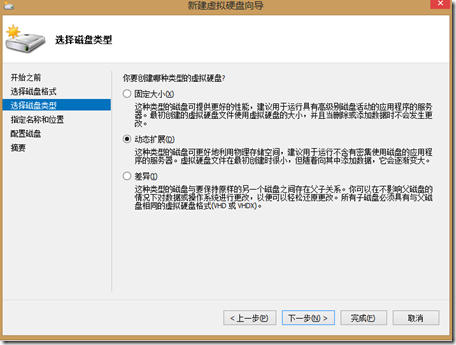 新建虚拟硬盘向导
选择磁盘类型
开始之前
选择磁盘格式
选择磁盘类型
指定名称和位置
配置磁盘
摘要
你要创建哪种类型的虚拟硬盘?
固定大小(X)
这种类型的磁盘可提供更好的性能，建议用于运行具有高级别磁盘活动的应用程序的服务
器。最初创建的虚拟硬盘文件使用虚拟硬盘的大小，并且当删除或添加数据时不会发生更
改。
动态扩展(D)
这种类型的磁盘可更好地利用物理存储空间，建议用于运行不含有密集使用磁盘的应用程
序的服务器。虚拟硬盘文件在最初创建时很小，但随着向其中添加数据，它会逐渐变大。
差异(I)
这种类型的磁盘与要保持原样的另一个磁盘之间存在父子关系。你可以在不影响父磁盘的
情况下对数据或操作系统进行更改，以便可以轻松还原更改。所有子磁盘必须具有与父磁
盘相同的虚拟硬盘格式(VHD 或 VHDX)。
< 上一步(P)
下一步(N) >
完成(F)
取消